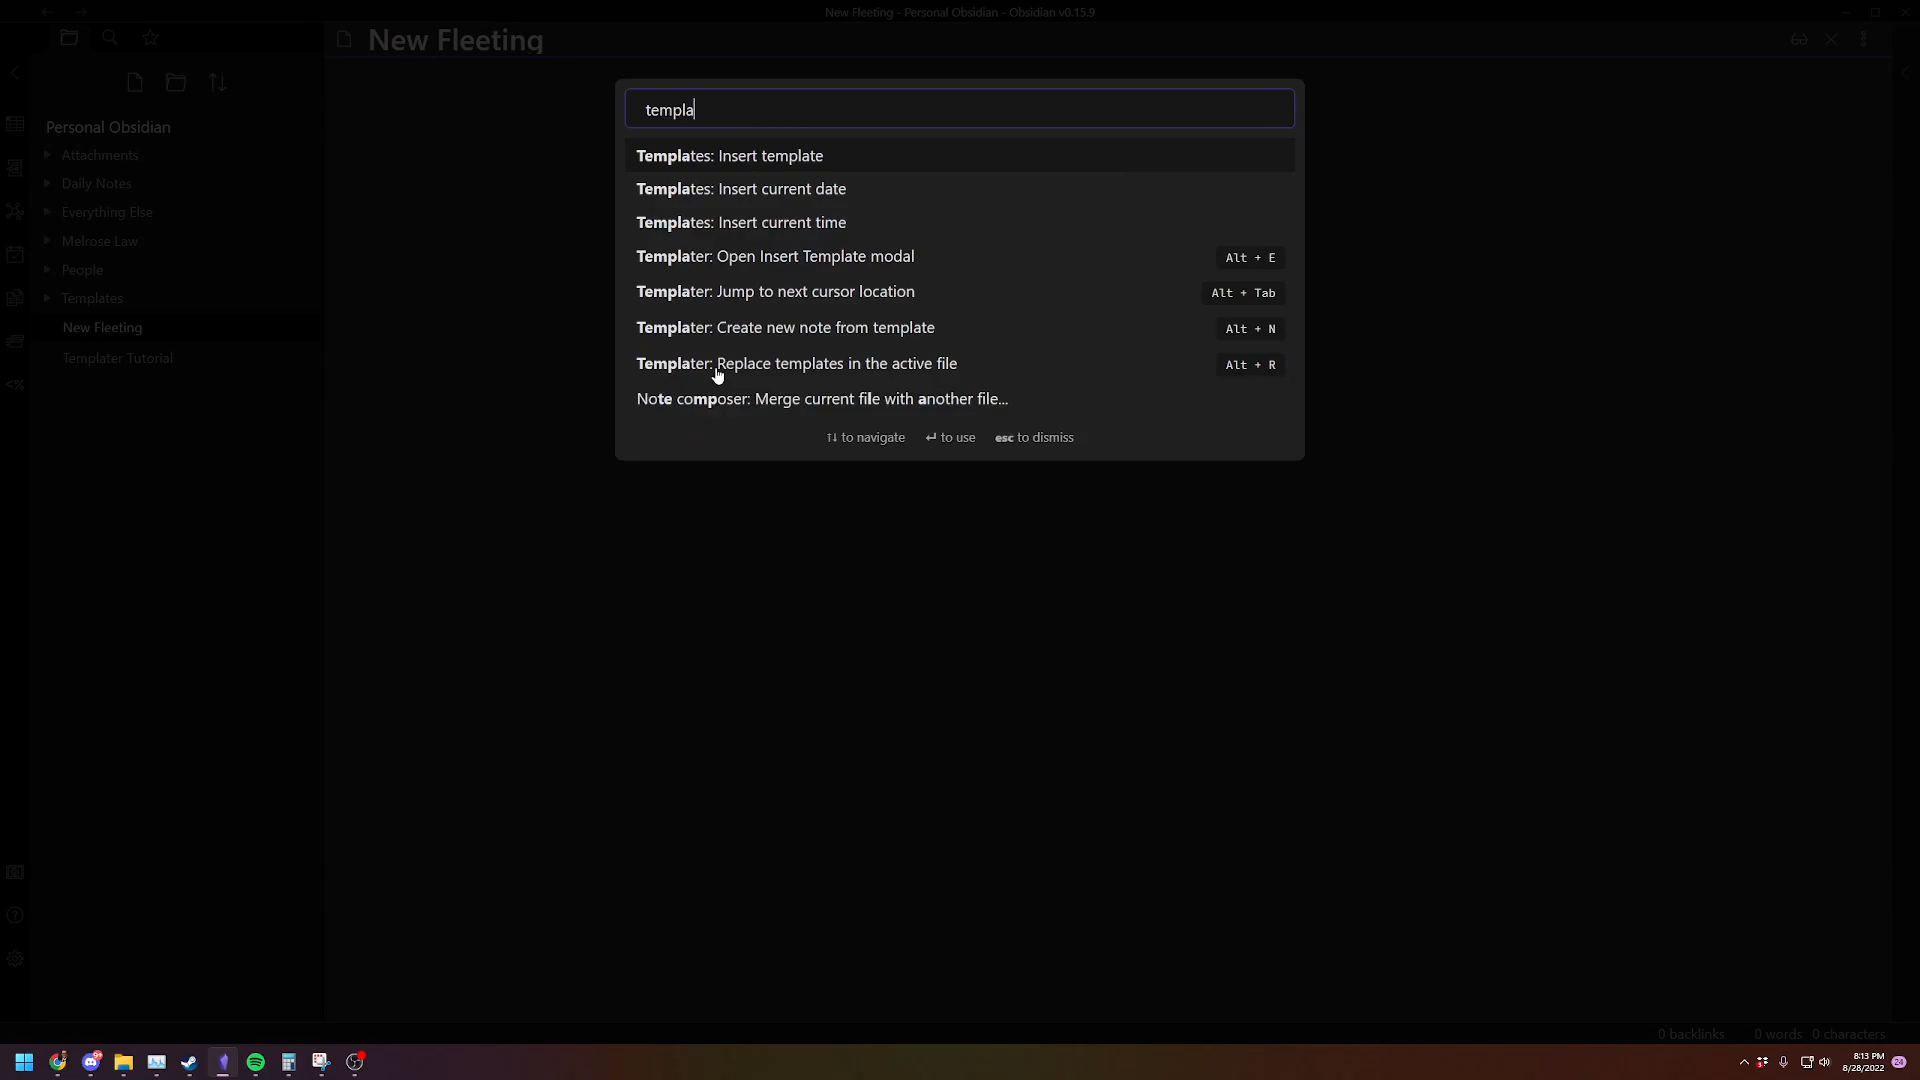 New Fleeting - Personal Obsidian - Obsidian v0.15.9
New Fleeting
Personal Obsidian
Attachments
Daily Notes
Everything Else
Melrose Law
People
Templates
New Fleeting
Templater Tutorial
templa
Templates: Insert template
Templates: Insert current date
Templates: Insert current time
Templater: Open Insert Template modal Alt + E
Templater: Jump to next cursor location Alt + Tab
Templater: Create new note from template Alt + N
Templater: Replace templates in the active file Alt + R
Note composer: Merge current file with another file...
↑↓ to navigate ↵ to use esc to dismiss
0 backlinks 0 words 0 characters
8:13 PM
8/28/2022
24